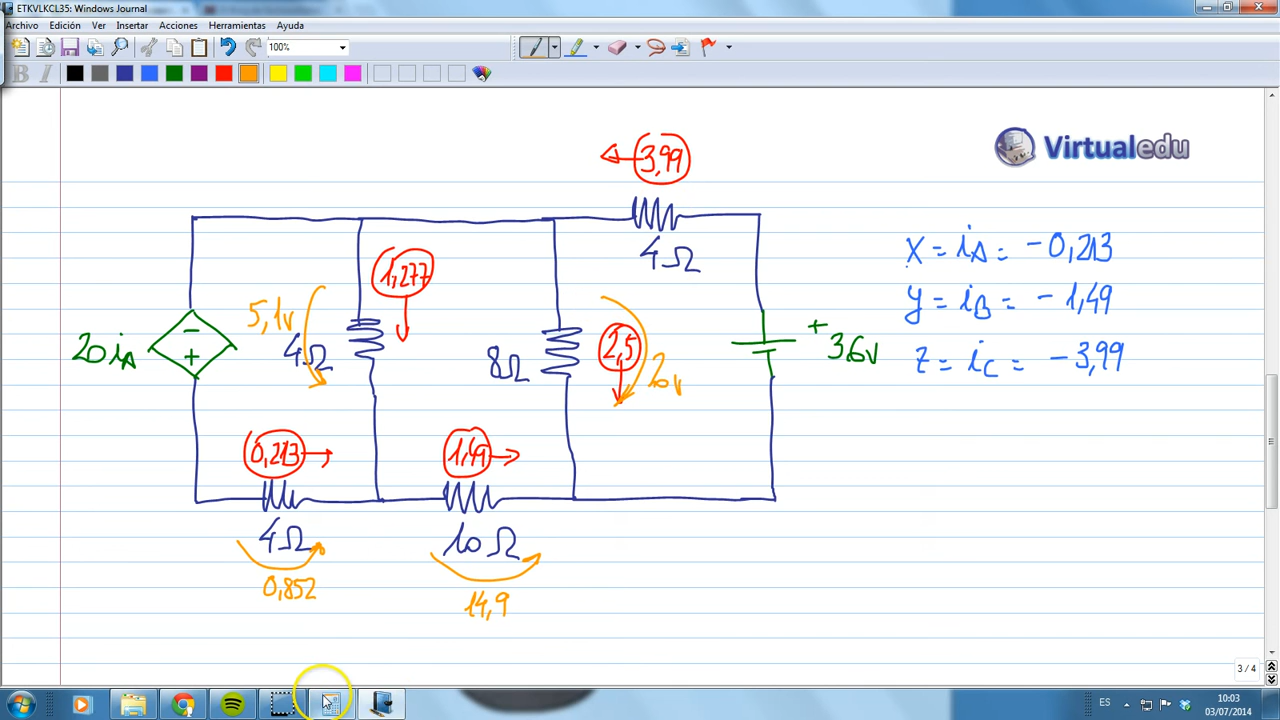 ETKVLKCL35: Windows Journal
Archivo Edición Ver Insertar Acciones Herramientas Ayuda
100%
B I
Virtualedu
3,99
4Ω
X = iA = -0,213
y = iB = -1,49
z = iC = -3,99
1,277
5,1v
4Ω
20 iA
-
+
8Ω
2,5
20v
+
36v
0,213
1,49
4Ω
10Ω
0,852
14,9
3 / 4
ES
10:03
03/07/2014